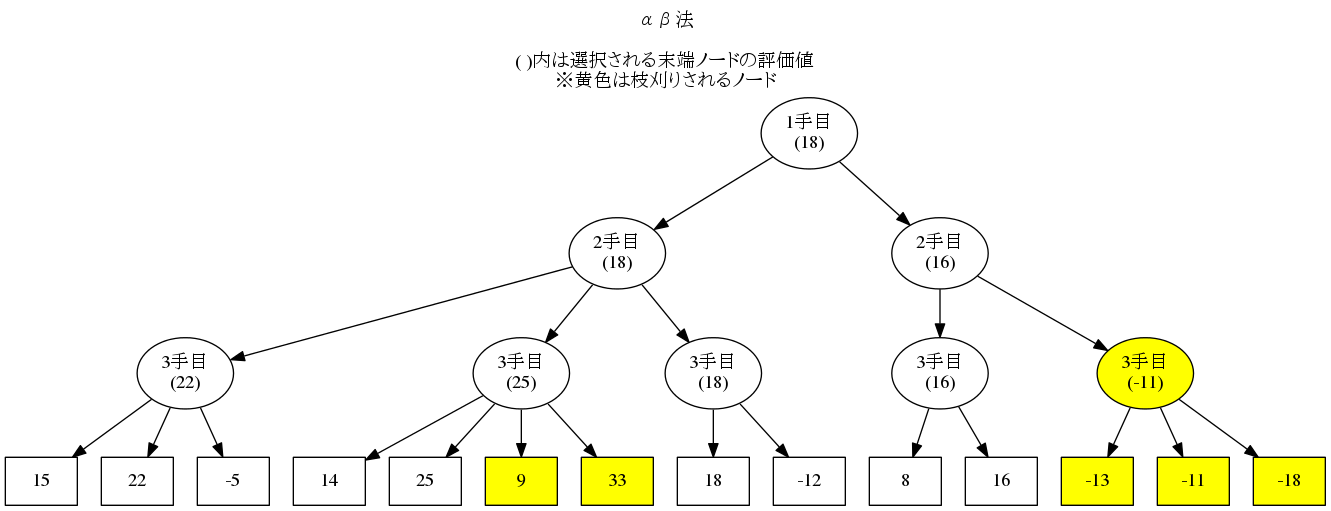 αβ法
( )内は選択される末端ノードの評価値
※黄色は枝刈りされるノード
1手目
(18)
2手目
(18)
2手目
(16)
3手目
(22)
3手目
(25)
3手目
(18)
3手目
(16)
3手目
(-11)
15
22
-5
14
25
9
33
18
-12
8
16
-13
-11
-18